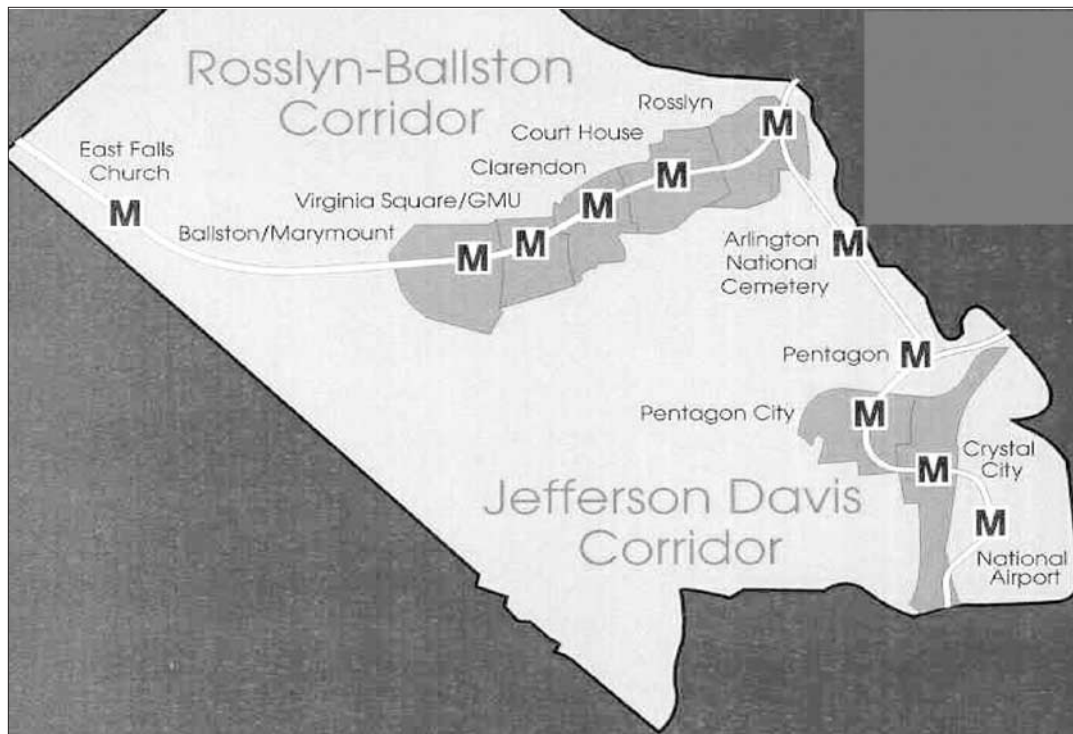 Rosslyn-Ballston
Corridor
Rosslyn
M
Court House
M
Clarendon
M
East Falls
Church
M
Virginia Square/GMU
M
Ballston/Marymount
M
Arlington
National
Cemetery
M
Pentagon
M
Pentagon City
M
Crystal
City
M
Jefferson Davis
Corridor
M
National
Airport